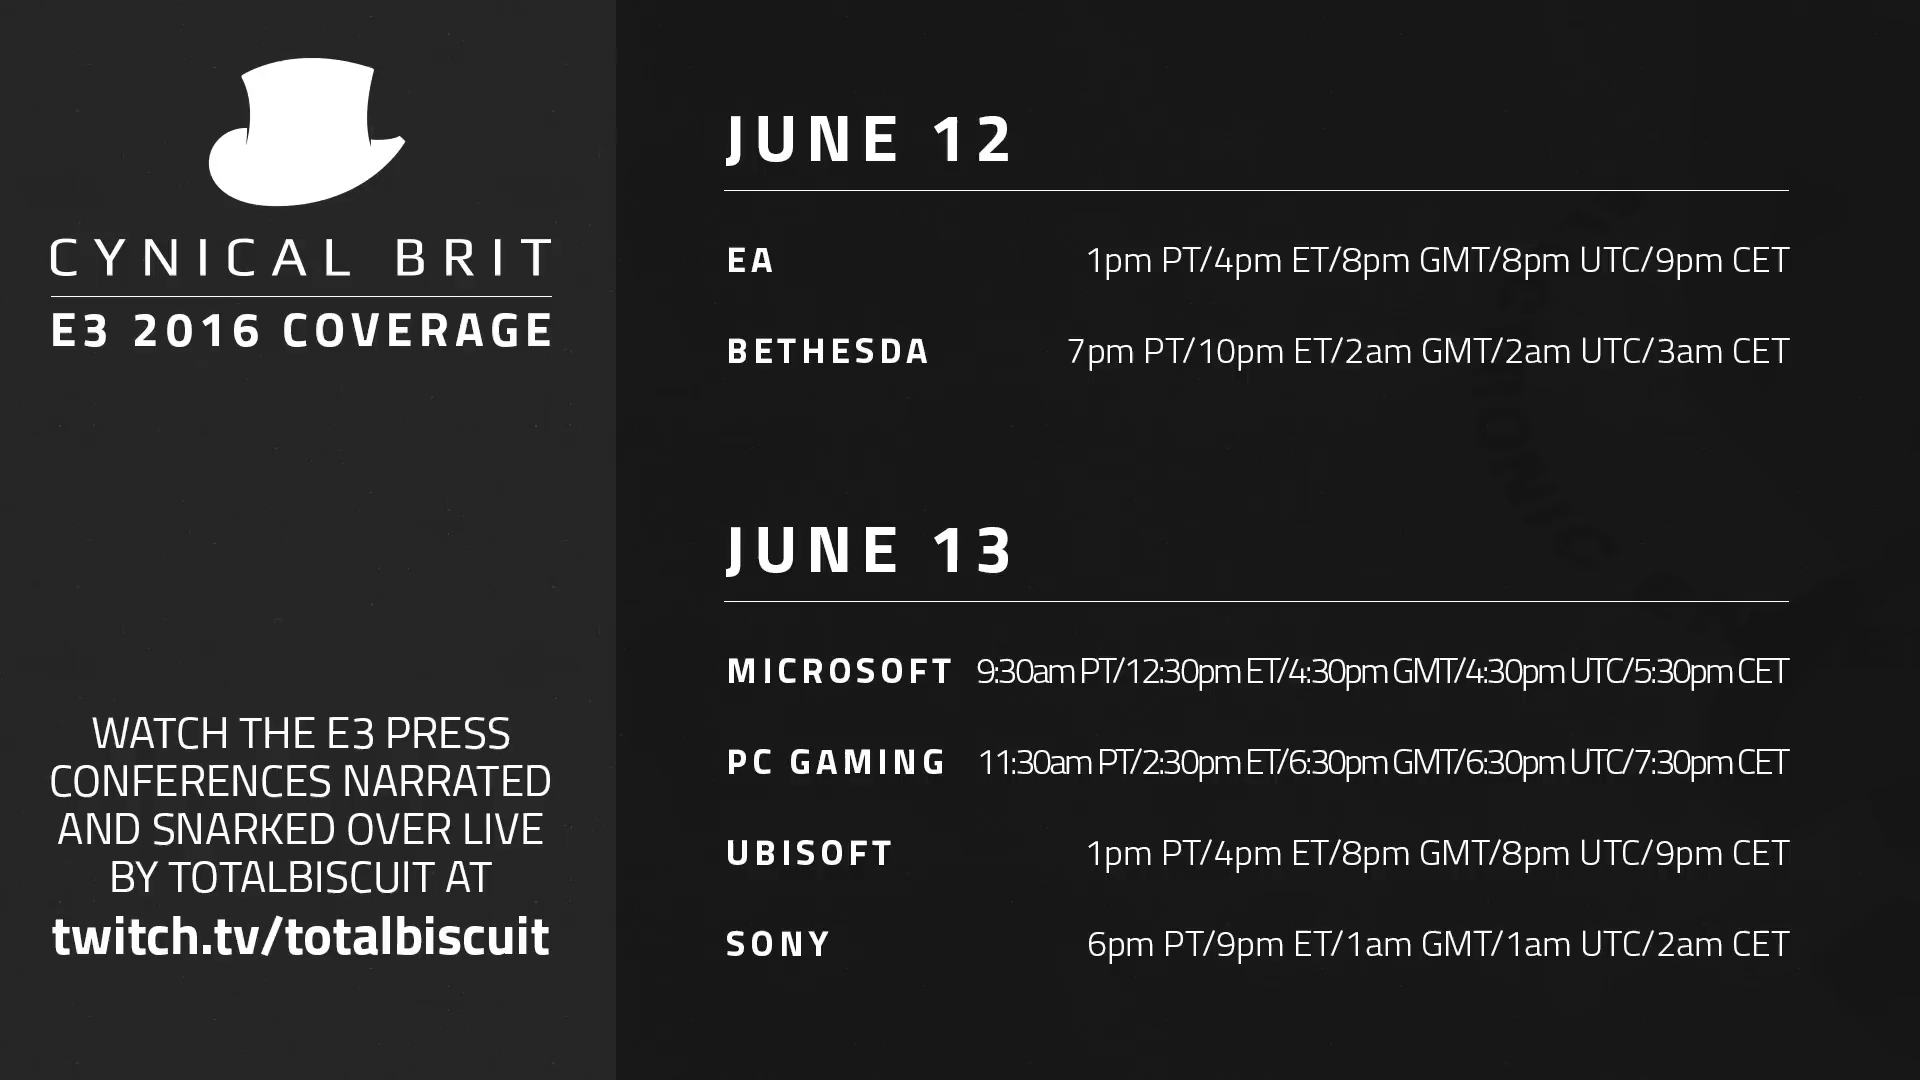 CYNICAL BRIT
E3 2016 COVERAGE
WATCH THE E3 PRESS
CONFERENCES NARRATED
AND SNARKED OVER LIVE
BY TOTALBISCUIT AT
twitch.tv/totalbiscuit
JUNE 12
EA 1pm PT/4pm ET/8pm GMT/8pm UTC/9pm CET
BETHESDA 7pm PT/10pm ET/2am GMT/2am UTC/3am CET
JUNE 13
MICROSOFT 9:30am PT/12:30pm ET/4:30pm GMT/4:30pm UTC/5:30pm CET
PC GAMING 11:30am PT/2:30pm ET/6:30pm GMT/6:30pm UTC/7:30pm CET
UBISOFT 1pm PT/4pm ET/8pm GMT/8pm UTC/9pm CET
SONY 6pm PT/9pm ET/1am GMT/1am UTC/2am CET